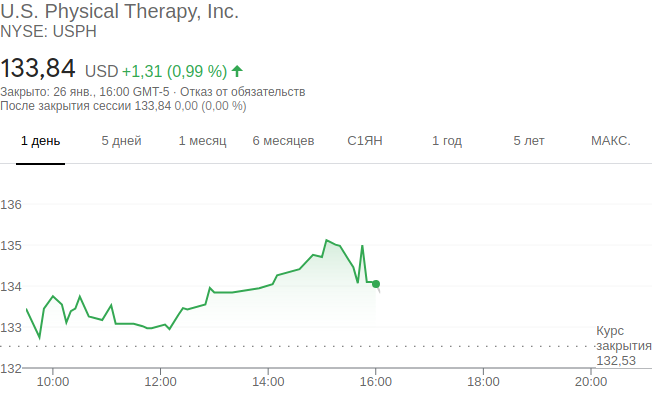 U.S. Physical Therapy, Inc.
NYSE: USPH
133,84 USD +1,31 (0,99 %)
Закрыто: 26 янв., 16:00 GMT-5 · Отказ от обязательств
После закрытия сессии 133,84 0,00 (0,00 %)
1 день 5 дней 1 месяц 6 месяцев С1ЯН 1 год 5 лет МАКС.
136
135
134
133
Курс
закрытия
132,53
132
10:00 12:00 14:00 16:00 18:00 20:00